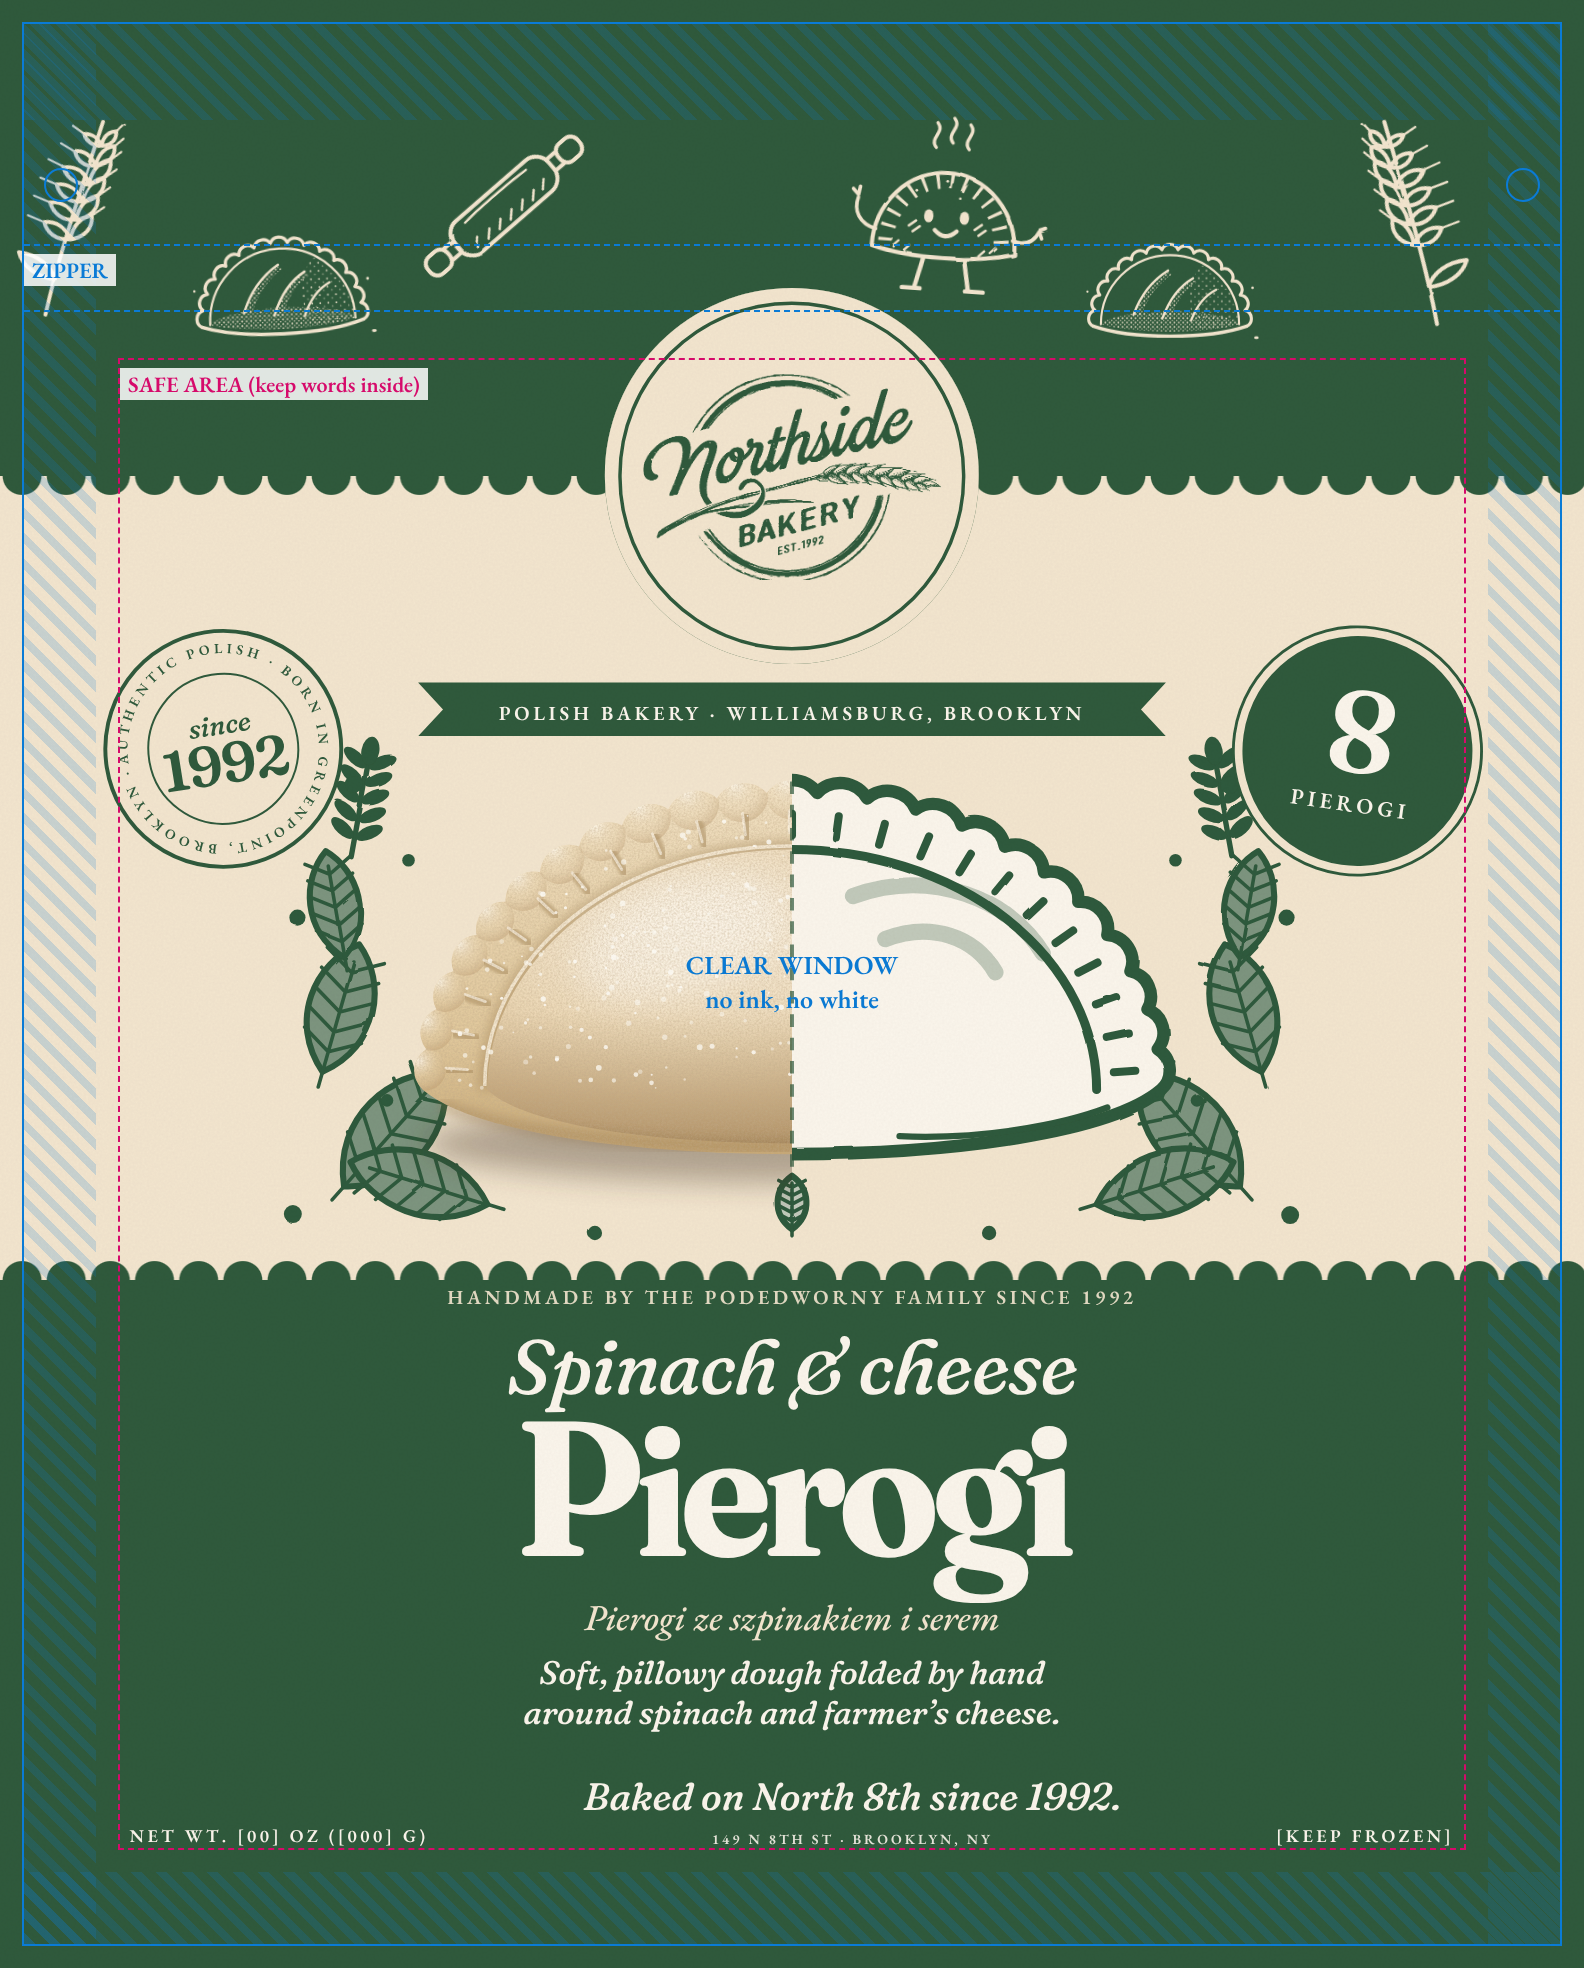 ZIPPER
SAFE AREA (keep words inside)
Northside
BAKERY
EST.1992
AUTHENTIC POLISH · BORN IN GREENPOINT, BROOKLYN ·
since
1992
POLISH BAKERY · WILLIAMSBURG, BROOKLYN
8
PIEROGI
CLEAR WINDOW
no ink, no white
HANDMADE BY THE PODEDWORNY FAMILY SINCE 1992
Spinach & cheese
Pierogi
Pierogi ze szpinakiem i serem
Soft, pillowy dough folded by hand
around spinach and farmer’s cheese.
Baked on North 8th since 1992.
NET WT. [00] OZ ([000] G)
149 N 8TH ST · BROOKLYN, NY
[KEEP FROZEN]